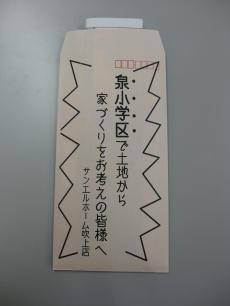 泉小学区で土地から
家づくりをお考えの皆様へ
サンエルホーム吹上店